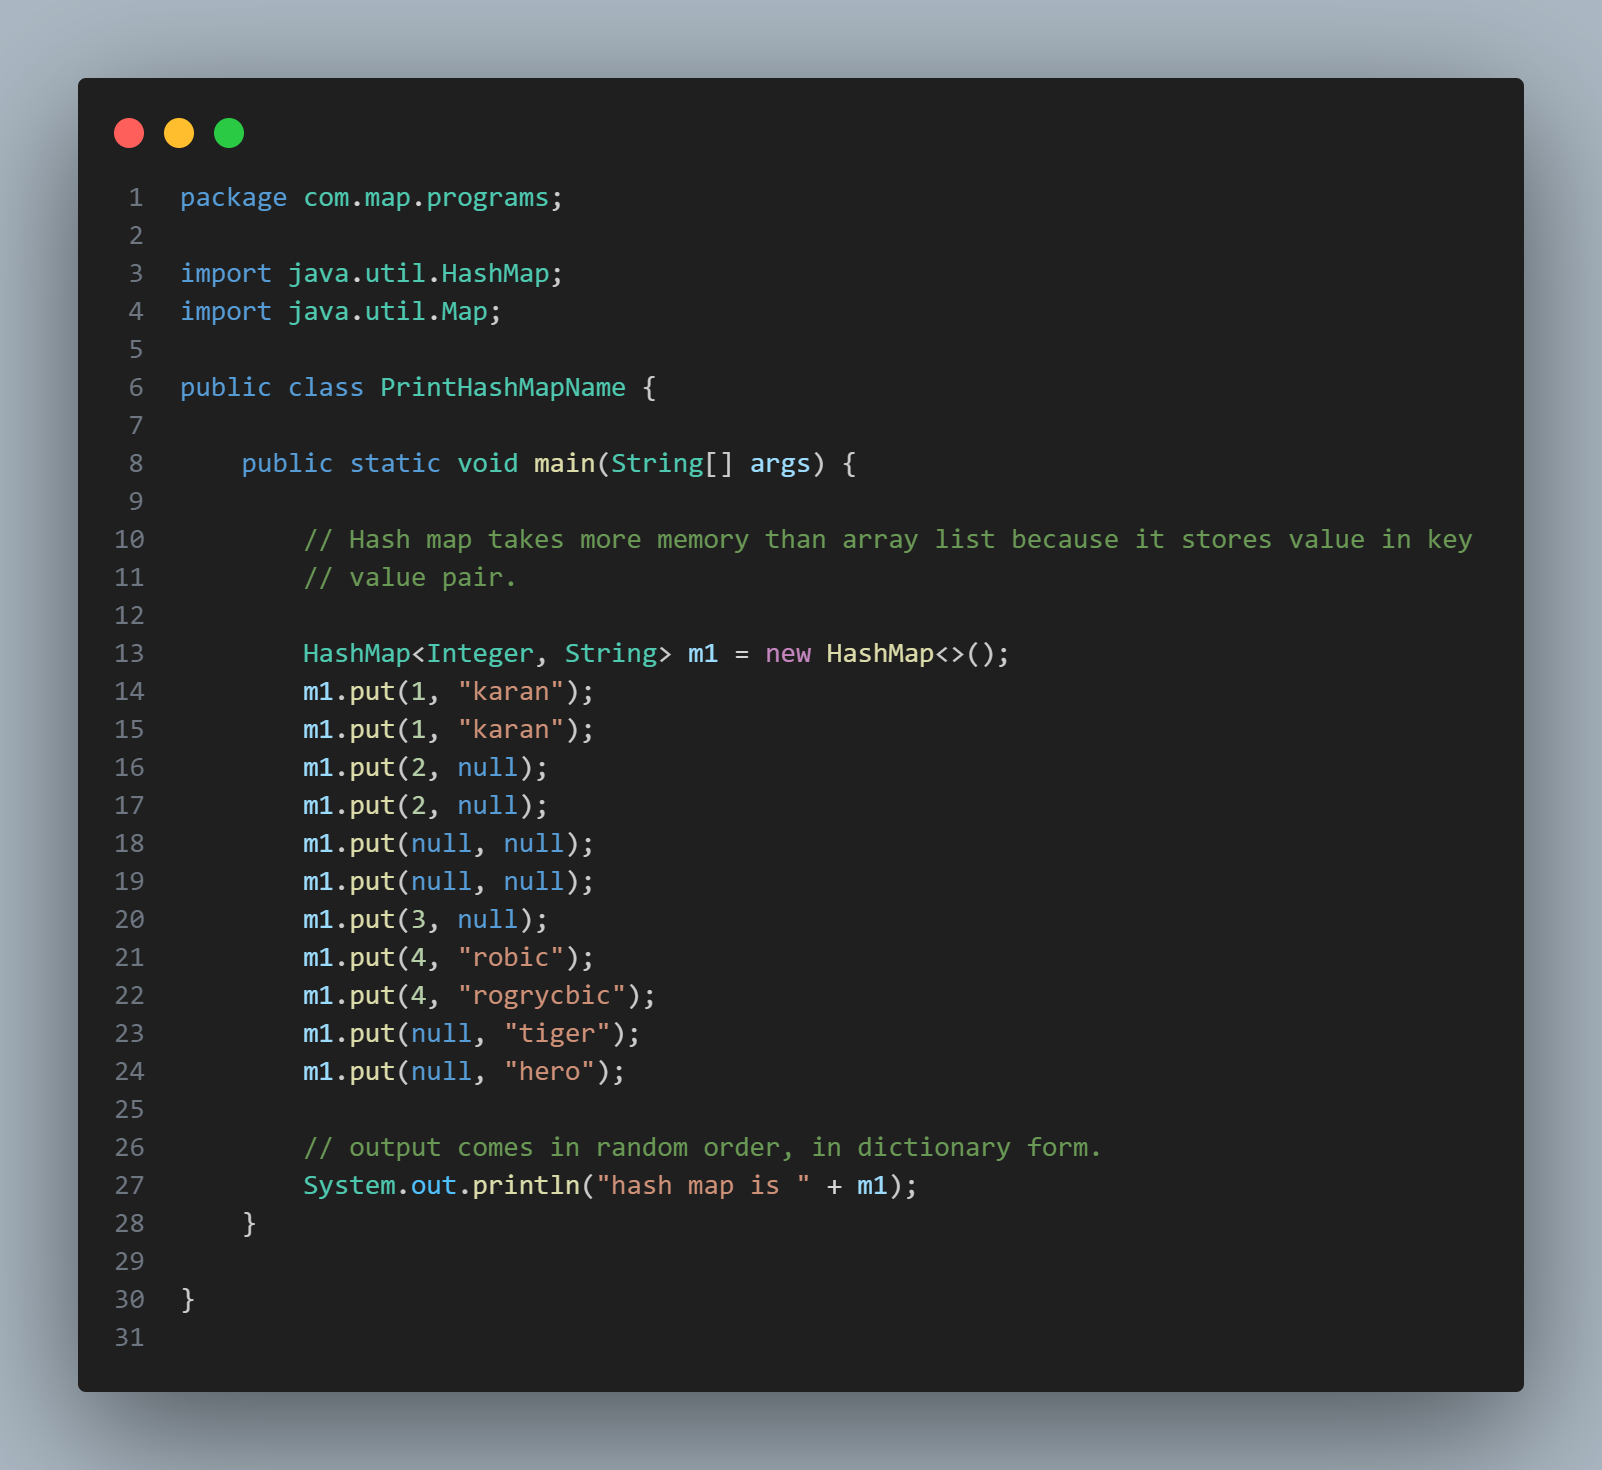 1 package com.map.programs;
2
3 import java.util.HashMap;
4 import java.util.Map;
5
6 public class PrintHashMapName {
7
8     public static void main(String[] args) {
9
10         // Hash map takes more memory than array list because it stores value in key
11         // value pair.
12
13         HashMap<Integer, String> m1 = new HashMap<>();
14         m1.put(1, "karan");
15         m1.put(1, "karan");
16         m1.put(2, null);
17         m1.put(2, null);
18         m1.put(null, null);
19         m1.put(null, null);
20         m1.put(3, null);
21         m1.put(4, "robic");
22         m1.put(4, "rogrycbic");
23         m1.put(null, "tiger");
24         m1.put(null, "hero");
25
26         // output comes in random order, in dictionary form.
27         System.out.println("hash map is " + m1);
28     }
29
30 }
31